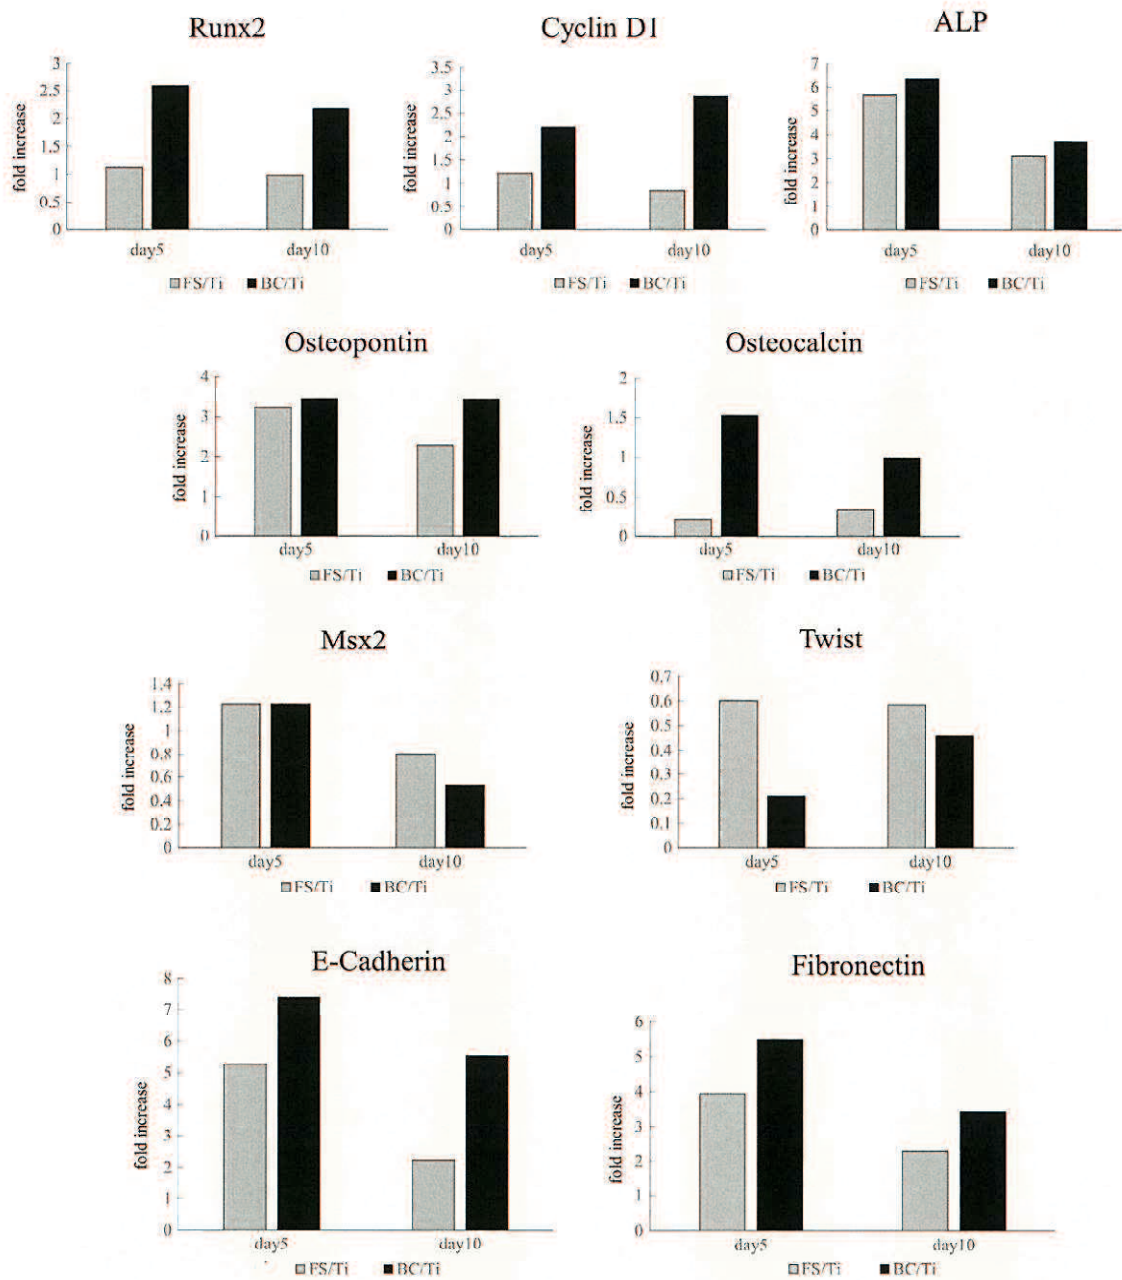 Runx2
fold increase
3
2.5
2
1.5
1
0.5
0
day5 day10
FS/Ti BC/Ti
Cyclin D1
fold increase
3.5
3
2.5
2
1.5
1
0.5
0
day5 day10
FS/Ti BC/Ti
ALP
fold increase
7
6
5
4
3
2
1
0
day5 day10
FS/Ti BC/Ti
Osteopontin
fold increase
4
3
2
1
0
day5 day10
FS/Ti BC/Ti
Osteocalcin
fold increase
2
1.5
1
0.5
0
day5 day10
FS/Ti BC/Ti
Msx2
fold increase
1.4
1.2
1
0.8
0.6
0.4
0.2
0
day5 day10
FS/Ti BC/Ti
Twist
fold increase
0.7
0.6
0.5
0.4
0.3
0.2
0.1
0
day5 day10
FS/Ti BC/Ti
E-Cadherin
fold increase
8
7
6
5
4
3
2
1
0
day5 day10
FS/Ti BC/Ti
Fibronectin
fold increase
6
5
4
3
2
1
0
day5 day10
FS/Ti BC/Ti